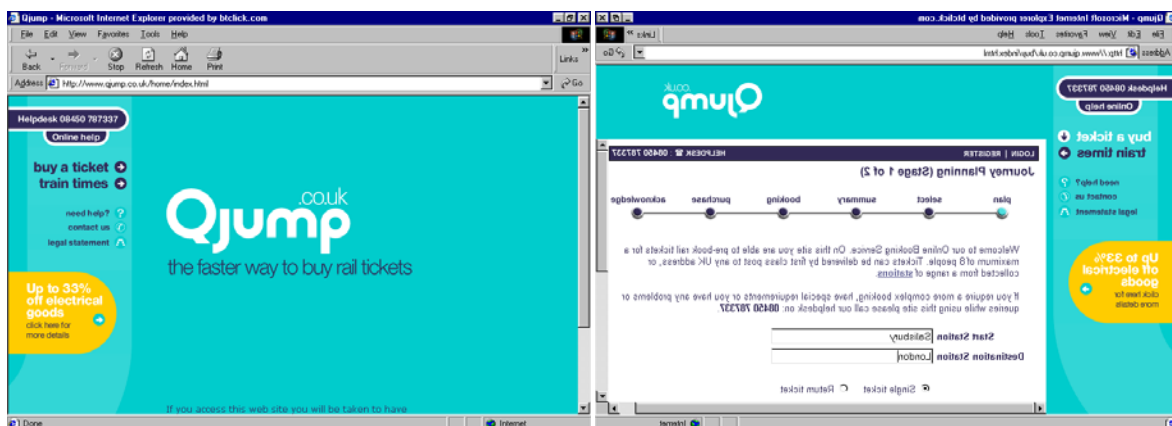 Qjump - Microsoft Internet Explorer provided by btclick.com
File Edit View Favorites Tools Help
Back Forward Stop Refresh Home Print
Links »
Address http://www.qjump.co.uk/home/index.html Go
Helpdesk 08450 787337
Online help
buy a ticket
train times
need help? ?
contact us
legal statement
Up to 33%
off electrical
goods
click here for
more details
Qjump
.co.uk
the faster way to buy rail tickets
If you access this web site you will be taken to have
Done
Internet
Qjump - Microsoft Internet Explorer provided by btclick.com
File Edit View Favorites Tools Help
Links »
Address http://www.qjump.co.uk/buy/index.html Go
Helpdesk 08450 787337
Online help
buy a ticket
train times
need help? ?
contact us
legal statement
Up to 33%
off electrical
goods
click here for
more details
Qjump
.co.uk
LOGIN | REGISTER HELPDESK ☎ : 08450 787337
Journey Planning (Stage 1 of 2)
plan select summary booking purchase acknowledge
Welcome to our Online Booking Service. On this site you are able to pre-book rail tickets for a
maximum of 8 people. Tickets can be delivered by first class post to any UK address, or
collected from a range of stations.
If you require a more complex booking, have special requirements or you have any problems or
queries while using this site please call our helpdesk on: 08450 787337.
Start Station Salisbury
Destination Station London
Single ticket Return ticket
Internet